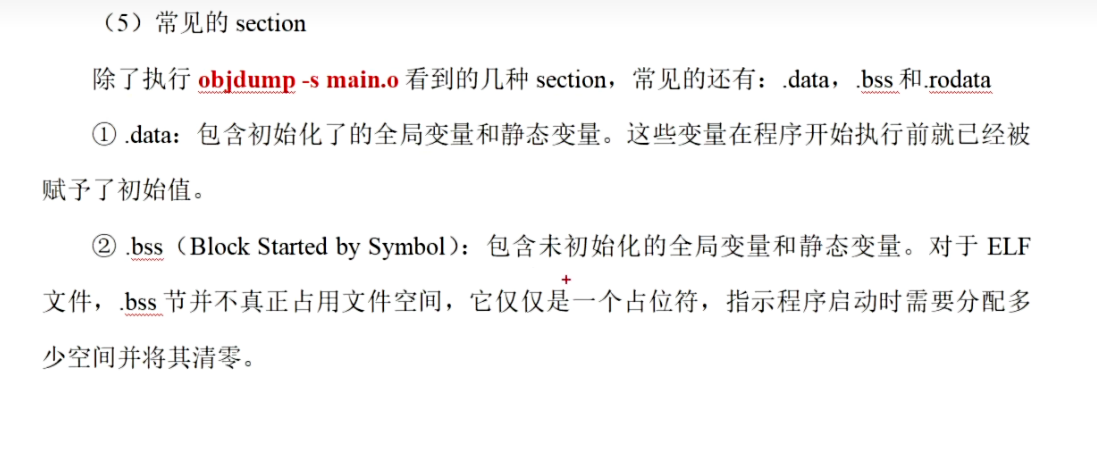 （5）常见的 section
除了执行 objdump -s main.o 看到的几种 section，常见的还有：.data，.bss 和.rodata
① .data：包含初始化了的全局变量和静态变量。这些变量在程序开始执行前就已经被
赋予了初始值。
② .bss（Block Started by Symbol）：包含未初始化的全局变量和静态变量。对于 ELF
文件，.bss 节并不真正占用文件空间，它仅仅是一个占位符，指示程序启动时需要分配多
少空间并将其清零。